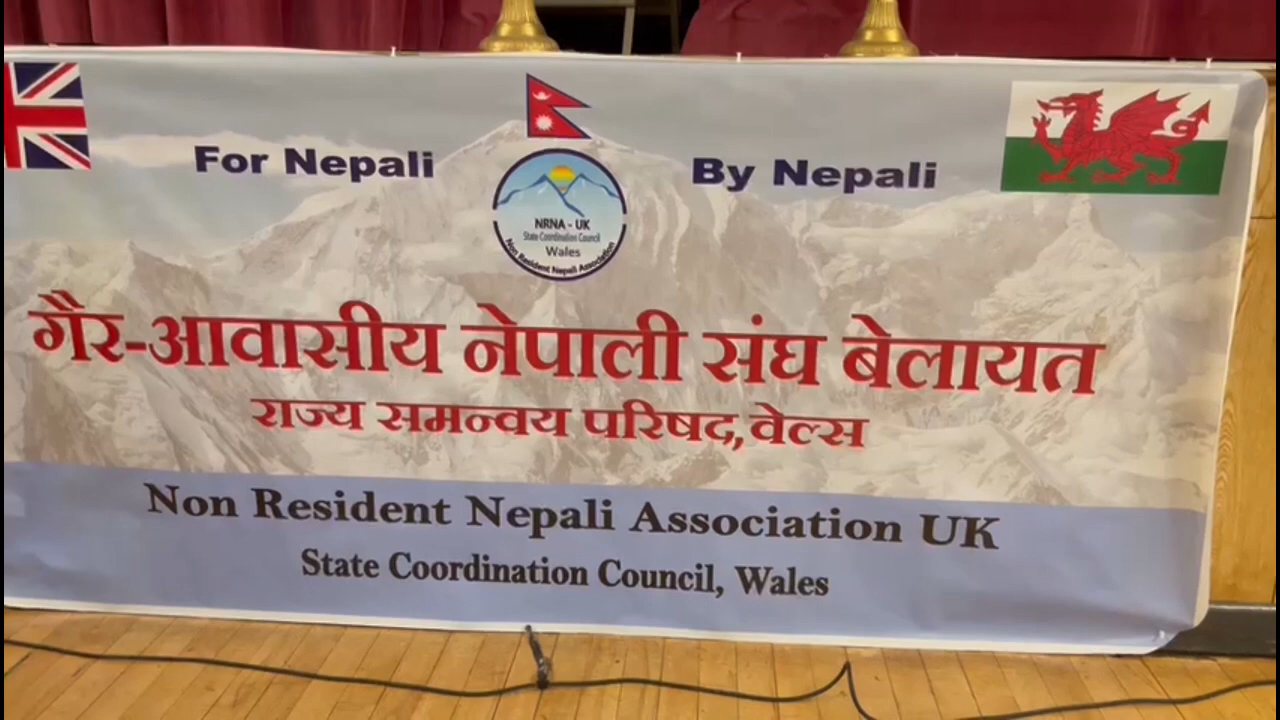 For Nepali
By Nepali
NRNA - UK
State Coordination Council
Wales
Non Resident Nepali Association
गैर-आवासीय नेपाली संघ बेलायत
राज्य समन्वय परिषद,वेल्स
Non Resident Nepali Association UK
State Coordination Council, Wales